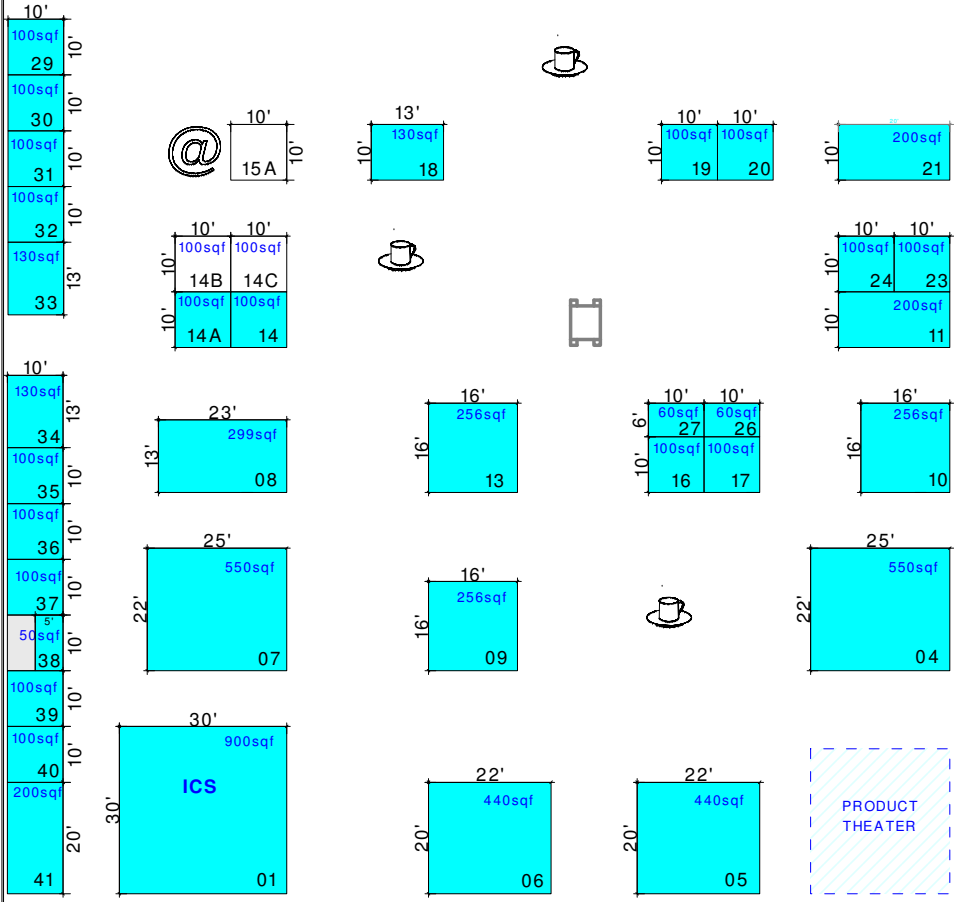 10'
100sqf
10'
29
100sqf
10'
30
100sqf
10'
31
100sqf
10'
32
130sqf
13'
33
@
10'
10'
15A
13'
130sqf
10'
18
10' 10'
100sqf 100sqf
10'
19 20
200sqf
10'
21
10' 10'
100sqf 100sqf
10'
14B 14C
100sqf 100sqf
10'
14A 14
10' 10'
100sqf 100sqf
10'
24 23
200sqf
10'
11
10'
130sqf
13'
34
100sqf
10'
35
100sqf
10'
36
100sqf
10'
37
5'
50sqf
10'
38
100sqf
10'
39
100sqf
10'
40
200sqf
20'
41
23'
299sqf
13'
08
16'
256sqf
16'
13
10' 10'
60sqf 60sqf
6'
27 26
100sqf 100sqf
10'
16 17
16'
256sqf
16'
10
25'
550sqf
22'
07
16'
256sqf
16'
09
25'
550sqf
22'
04
30'
900sqf
ICS
30'
01
22'
440sqf
20'
06
22'
440sqf
20'
05
PRODUCT
THEATER